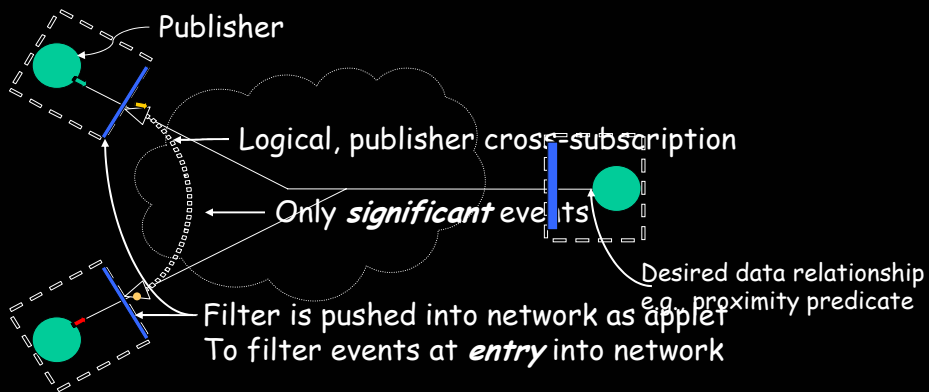 Publisher
Logical, publisher cross-subscription
Only significant events
Desired data relationship
e.g., proximity predicate
Filter is pushed into network as applet
To filter events at entry into network